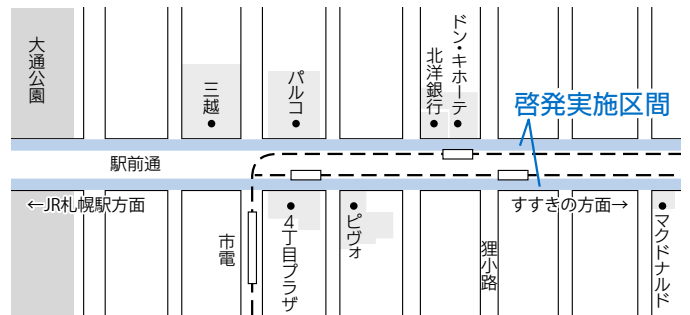 大通公園
三越
パルコ
北洋銀行
ドン・キホーテ
啓発実施区間
駅前通
←JR札幌駅方面
すすきの方面→
市電
4丁目プラザ
ピヴォ
狸小路
マクドナルド